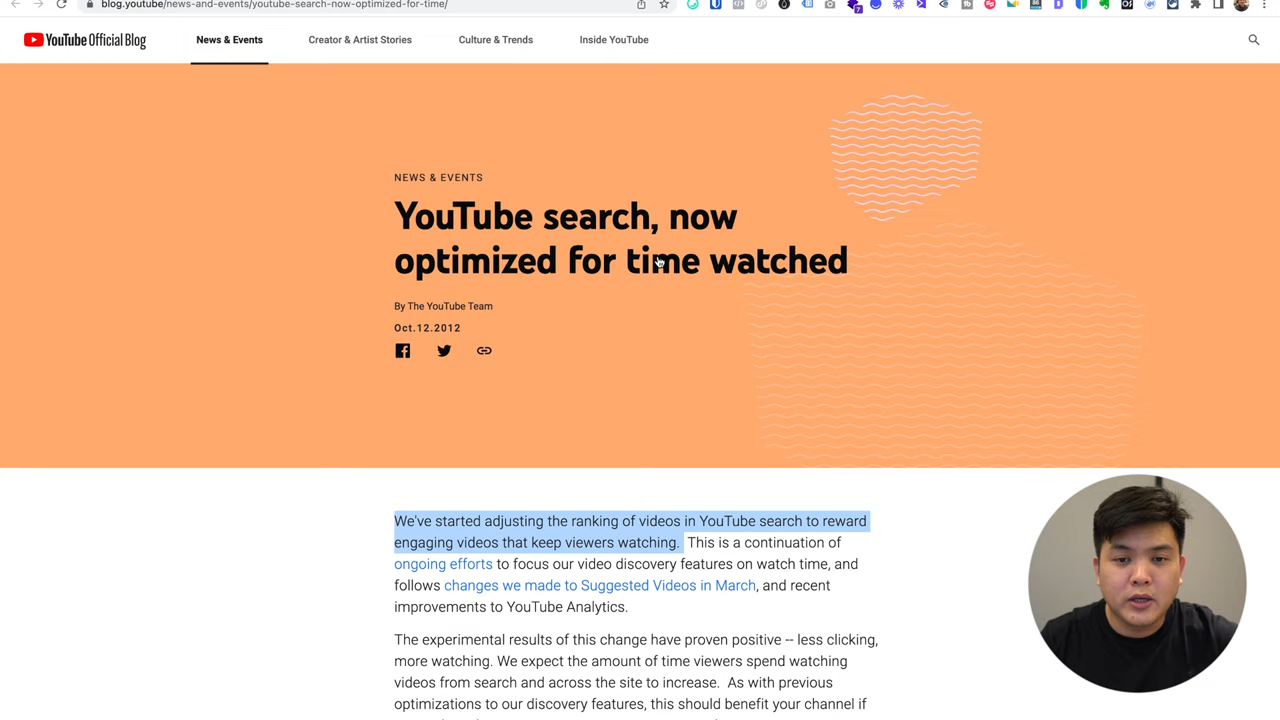 blog.youtube/news-and-events/youtube-search-now-optimized-for-time/
YouTube Official Blog
News & Events
Creator & Artist Stories
Culture & Trends
Inside YouTube
NEWS & EVENTS
YouTube search, now
optimized for time watched
By The YouTube Team
Oct.12.2012
We've started adjusting the ranking of videos in YouTube search to reward
engaging videos that keep viewers watching. This is a continuation of
ongoing efforts to focus our video discovery features on watch time, and
follows changes we made to Suggested Videos in March, and recent
improvements to YouTube Analytics.
The experimental results of this change have proven positive -- less clicking,
more watching. We expect the amount of time viewers spend watching
videos from search and across the site to increase. As with previous
optimizations to our discovery features, this should benefit your channel if